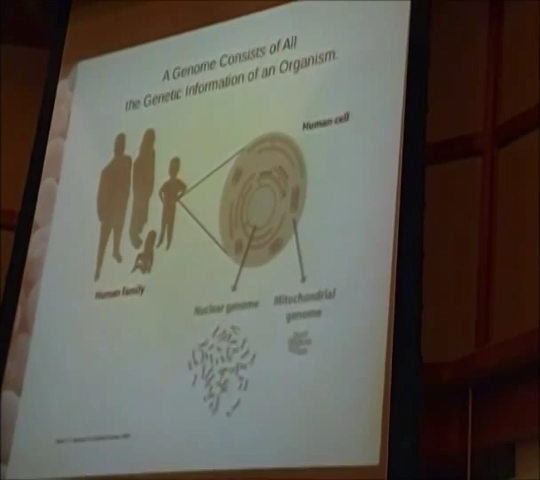 A Genome Consists of All
the Genetic Information of an Organism.
Human cell
Human family
Nuclear genome
Mitochondrial
genome